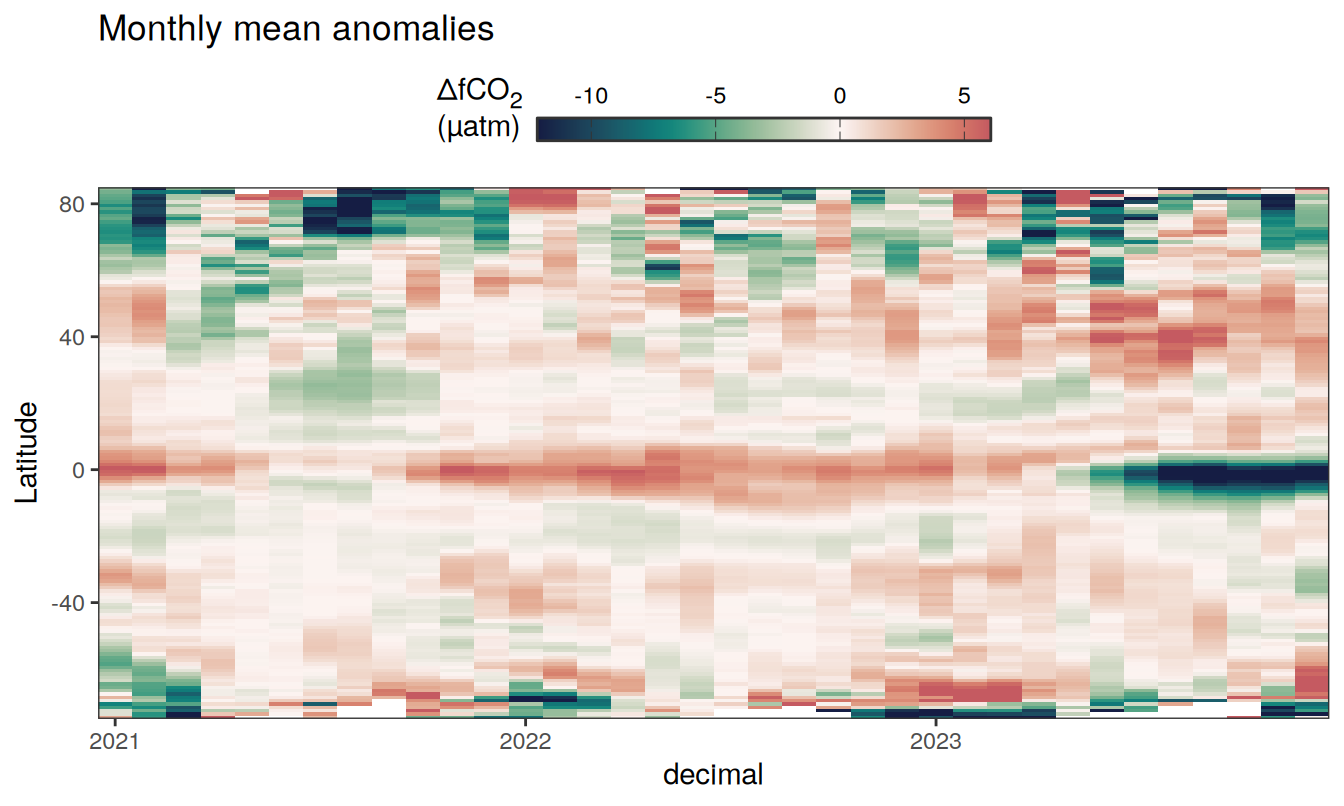 Monthly mean anomalies
ΔfCO₂
(µatm)
-10 -5 0 5
80
40
0
-40
Latitude
2021 2022 2023
decimal